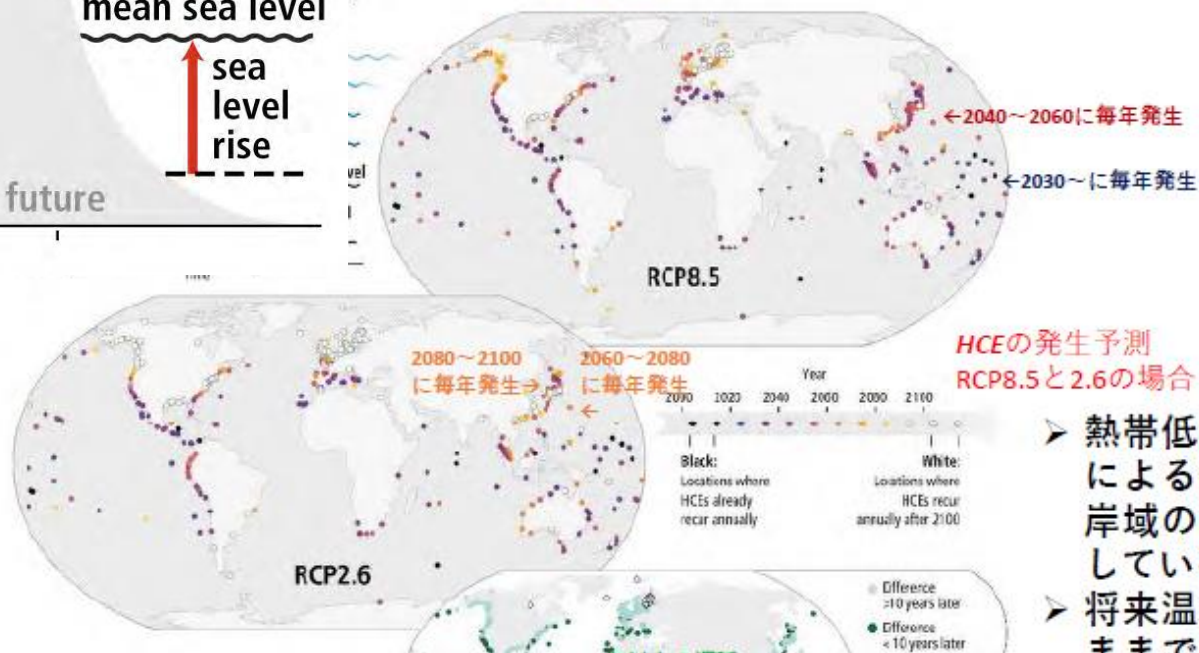 mean sea level
sea
level
rise
future
←2040～2060に毎年発生
←2030～に毎年発生
RCP8.5
2080～2100
に毎年発生→
2060～2080
に毎年発生
←
RCP2.6
HCEの発生予測
RCP8.5と2.6の場合
Year
2000 2020 2040 2060 2080 2100
Black:
Locations where
HCEs already
recur annually
White:
Locations where
HCEs recur
annually after 2100
Difference
>10 years later
Difference
<10 years later
➢ 熱帯低
による
岸域の
してい
➢ 将来温
ままで